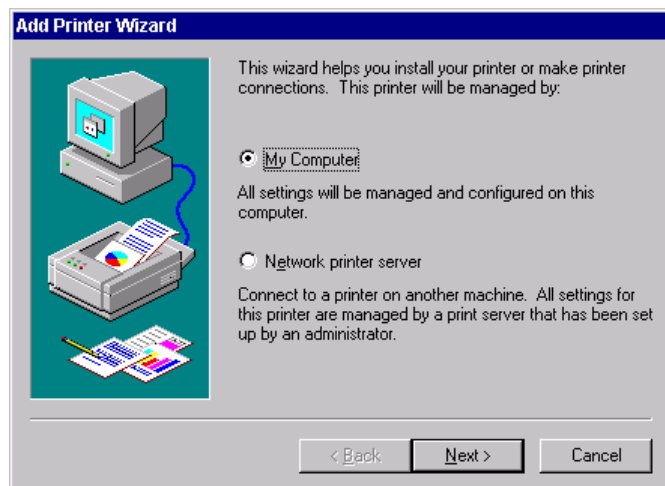 Add Printer Wizard
This wizard helps you install your printer or make printer
connections.  This printer will be managed by:
My Computer
All settings will be managed and configured on this
computer.
Network printer server
Connect to a printer on another machine.  All settings for
this printer are managed by a print server that has been set
up by an administrator.
< Back
Next >
Cancel